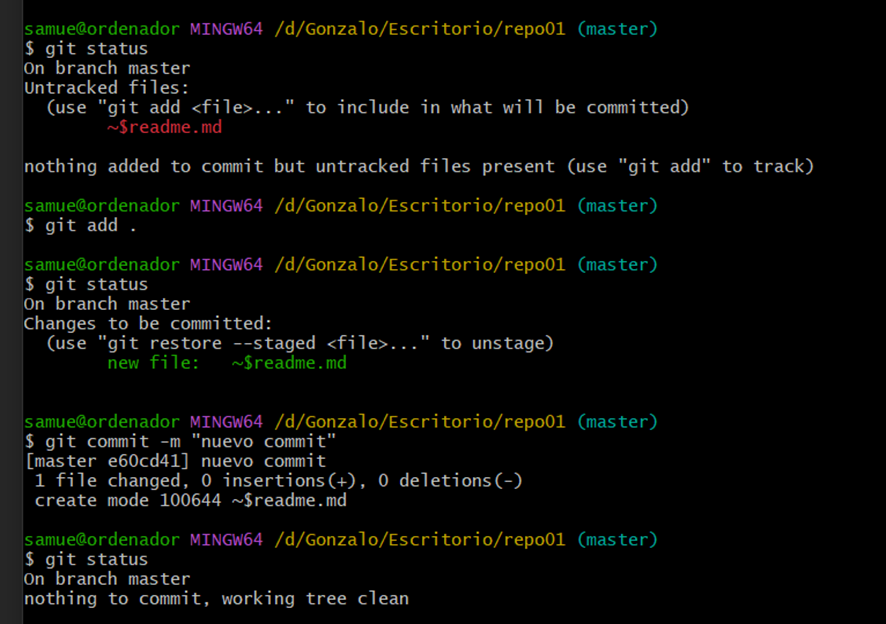 samue@ordenador MINGW64 /d/Gonzalo/Escritorio/repo01 (master)
$ git status
On branch master
Untracked files:
  (use "git add <file>..." to include in what will be committed)
        ~$readme.md

nothing added to commit but untracked files present (use "git add" to track)

samue@ordenador MINGW64 /d/Gonzalo/Escritorio/repo01 (master)
$ git add .

samue@ordenador MINGW64 /d/Gonzalo/Escritorio/repo01 (master)
$ git status
On branch master
Changes to be committed:
  (use "git restore --staged <file>..." to unstage)
        new file:   ~$readme.md


samue@ordenador MINGW64 /d/Gonzalo/Escritorio/repo01 (master)
$ git commit -m "nuevo commit"
[master e60cd41] nuevo commit
 1 file changed, 0 insertions(+), 0 deletions(-)
 create mode 100644 ~$readme.md

samue@ordenador MINGW64 /d/Gonzalo/Escritorio/repo01 (master)
$ git status
On branch master
nothing to commit, working tree clean